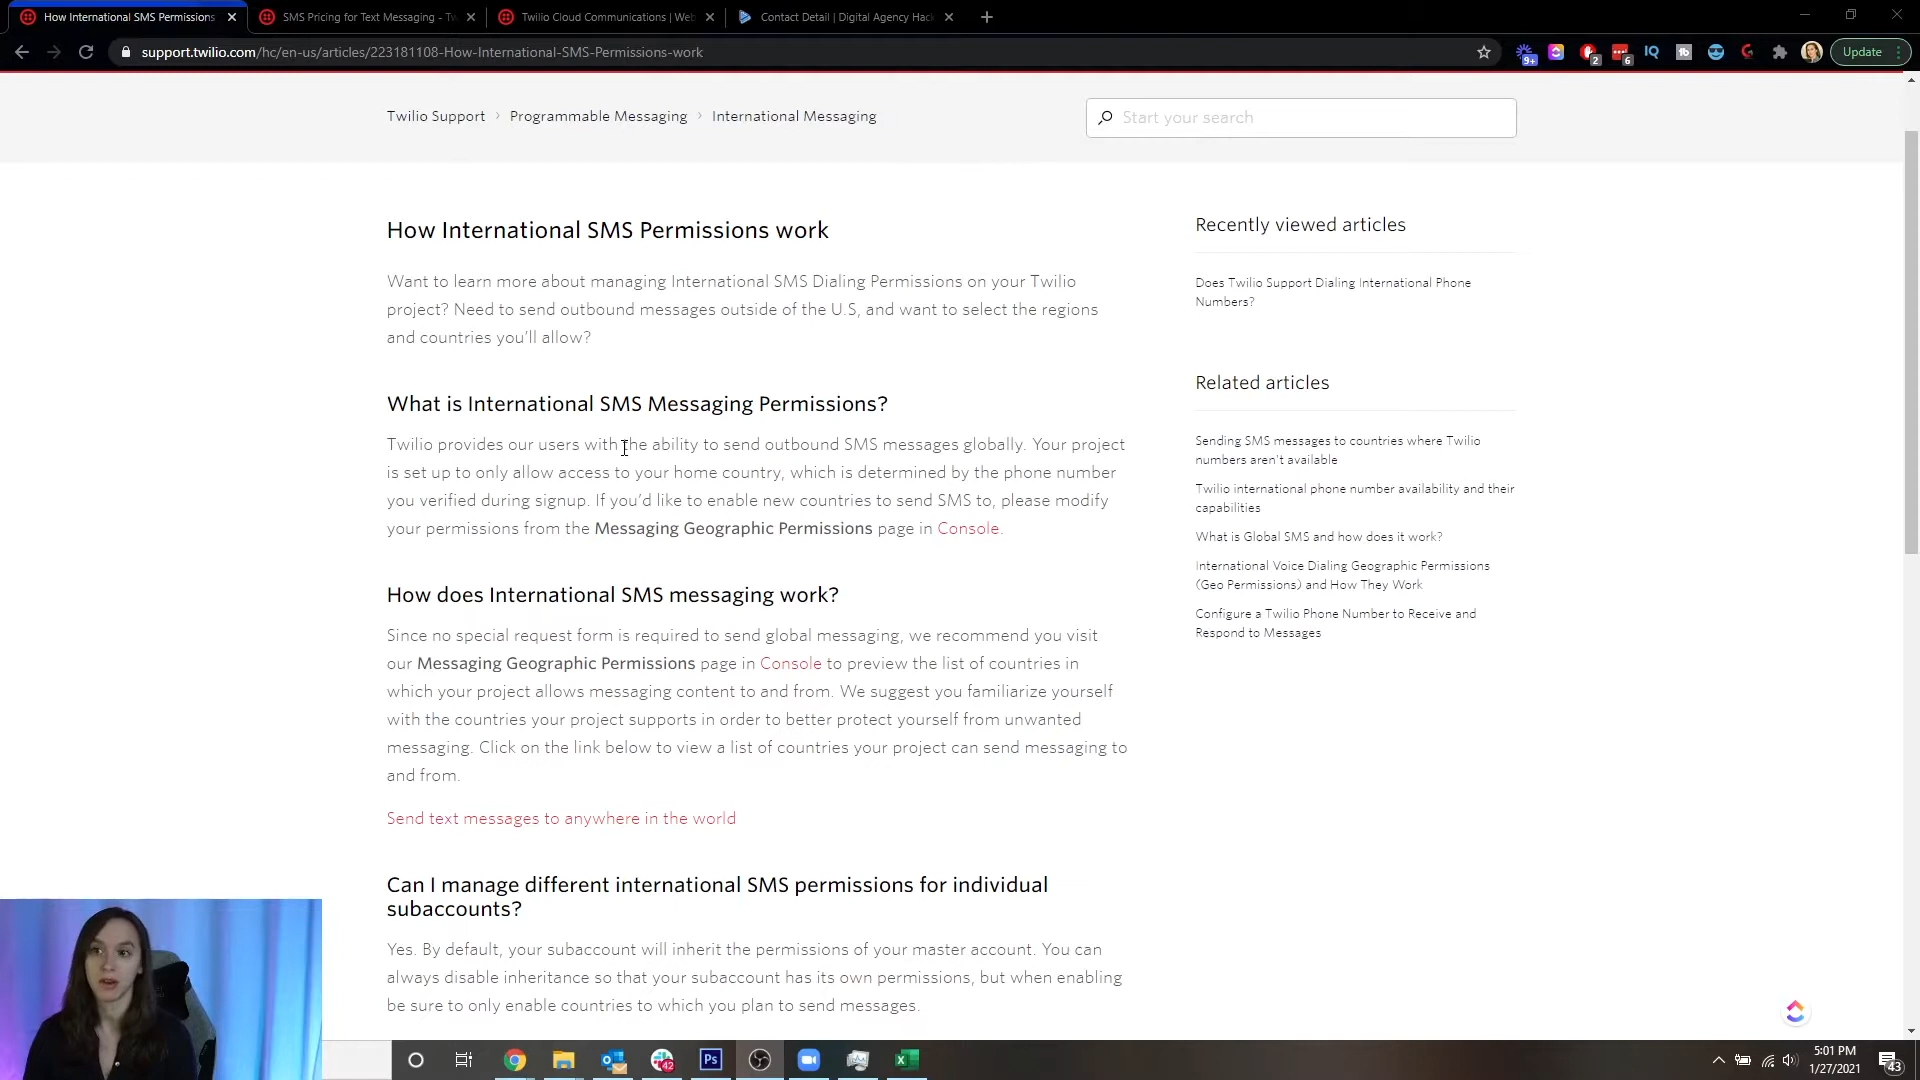 How International SMS Permissions
SMS Pricing for Text Messaging - Tw
Twilio Cloud Communications | Web
Contact Detail | Digital Agency Hack
support.twilio.com/hc/en-us/articles/223181108-How-International-SMS-Permissions-work
9+
2
6
IQ
Update
Twilio Support › Programmable Messaging › International Messaging
Start your search
How International SMS Permissions work
Want to learn more about managing International SMS Dialing Permissions on your Twilio
project? Need to send outbound messages outside of the U.S, and want to select the regions
and countries you'll allow?
What is International SMS Messaging Permissions?
Twilio provides our users with the ability to send outbound SMS messages globally. Your project
is set up to only allow access to your home country, which is determined by the phone number
you verified during signup. If you'd like to enable new countries to send SMS to, please modify
your permissions from the Messaging Geographic Permissions page in Console.
How does International SMS messaging work?
Since no special request form is required to send global messaging, we recommend you visit
our Messaging Geographic Permissions page in Console to preview the list of countries in
which your project allows messaging content to and from. We suggest you familiarize yourself
with the countries your project supports in order to better protect yourself from unwanted
messaging. Click on the link below to view a list of countries your project can send messaging to
and from.
Send text messages to anywhere in the world
Can I manage different international SMS permissions for individual
subaccounts?
Yes. By default, your subaccount will inherit the permissions of your master account. You can
always disable inheritance so that your subaccount has its own permissions, but when enabling
be sure to only enable countries to which you plan to send messages.
Recently viewed articles
Does Twilio Support Dialing International Phone
Numbers?
Related articles
Sending SMS messages to countries where Twilio
numbers aren't available
Twilio international phone number availability and their
capabilities
What is Global SMS and how does it work?
International Voice Dialing Geographic Permissions
(Geo Permissions) and How They Work
Configure a Twilio Phone Number to Receive and
Respond to Messages
42
Ps
5:01 PM
1/27/2021
43